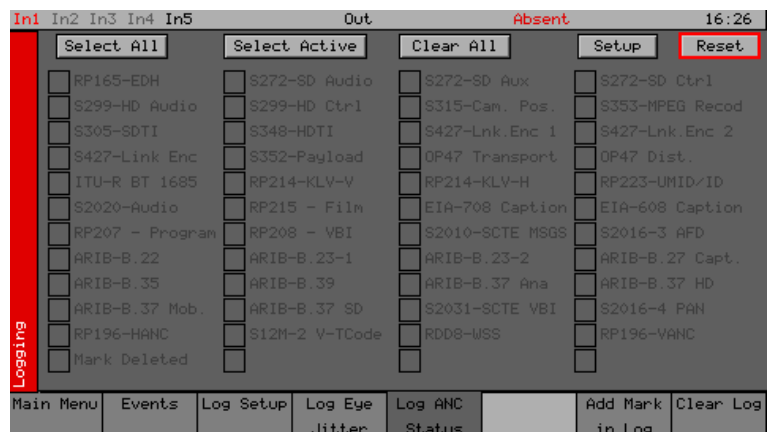 In1 In2 In3 In4 In5 Out Absent 16:26
Select All Select Active Clear All Setup Reset
RP165-EDH S272-SD Audio S272-SD Aux S272-SD Ctrl
S299-HD Audio S299-HD Ctrl S315-Cam. Pos. S353-MPEG Recod
S305-SDTI S348-HDTI S427-Lnk.Enc 1 S427-Lnk.Enc 2
S427-Link Enc S352-Payload OP47 Transport OP47 Dist.
ITU-R BT 1685 RP214-KLV-V RP214-KLV-H RP223-UMID/ID
S2020-Audio RP215 - Film EIA-708 Caption EIA-608 Caption
RP207 - Program RP208 - VBI S2010-SCTE MSGS S2016-3 AFD
ARIB-B.22 ARIB-B.23-1 ARIB-B.23-2 ARIB-B.27 Capt.
ARIB-B.35 ARIB-B.39 ARIB-B.37 Ana ARIB-B.37 HD
ARIB-B.37 Mob. ARIB-B.37 SD S2031-SCTE VBI S2016-4 PAN
RP196-HANC S12M-2 V-TCode RDD8-WSS RP196-VANC
Mark Deleted
Logging
Main Menu Events Log Setup Log Eye Log ANC Add Mark Clear Log
Jitter Status in Log